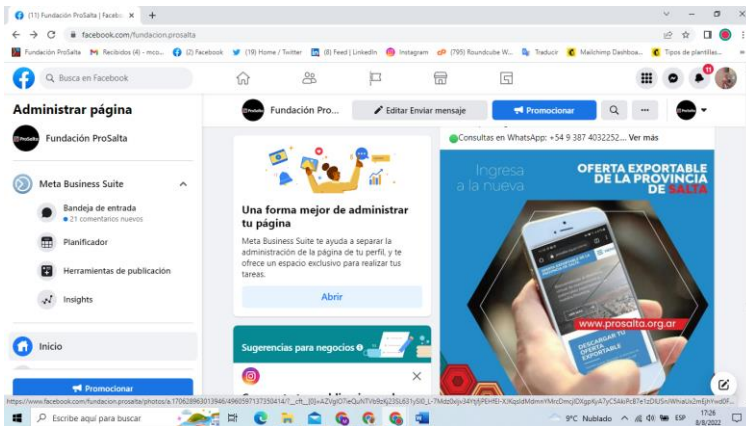 (11) Fundación ProSalta | Facebo
facebook.com/fundacion.prosalta
Fundación ProSalta
Recibidos (4) - mco...
(2) Facebook
(19) Home / Twitter
(8) Feed | LinkedIn
Instagram
(795) Roundcube W...
Traducir
Mailchimp Dashboa...
Tipos de plantillas...
Busca en Facebook
11
Administrar página
Fundación ProSalta
Meta Business Suite
Bandeja de entrada
21 comentarios nuevos
Planificador
Herramientas de publicación
Insights
Inicio
Promocionar
Fundación Pro...
Editar Enviar mensaje
Promocionar
Una forma mejor de administrar
tu página
Meta Business Suite te ayuda a separar la
administración de la página de tu perfil, y te
ofrece un espacio exclusivo para realizar tus
tareas.
Abrir
Sugerencias para negocios
Consultas en WhatsApp: +54 9 387 4032252... Ver más
Ingresa
a la nueva
OFERTA EXPORTABLE
DE LA PROVINCIA
DE SALTA
www.prosalta.org.ar
DESCARGAR TU
OFERTA
EXPORTABLE
Escribe aquí para buscar
9°C Nublado
ESP
17:26
8/8/2022